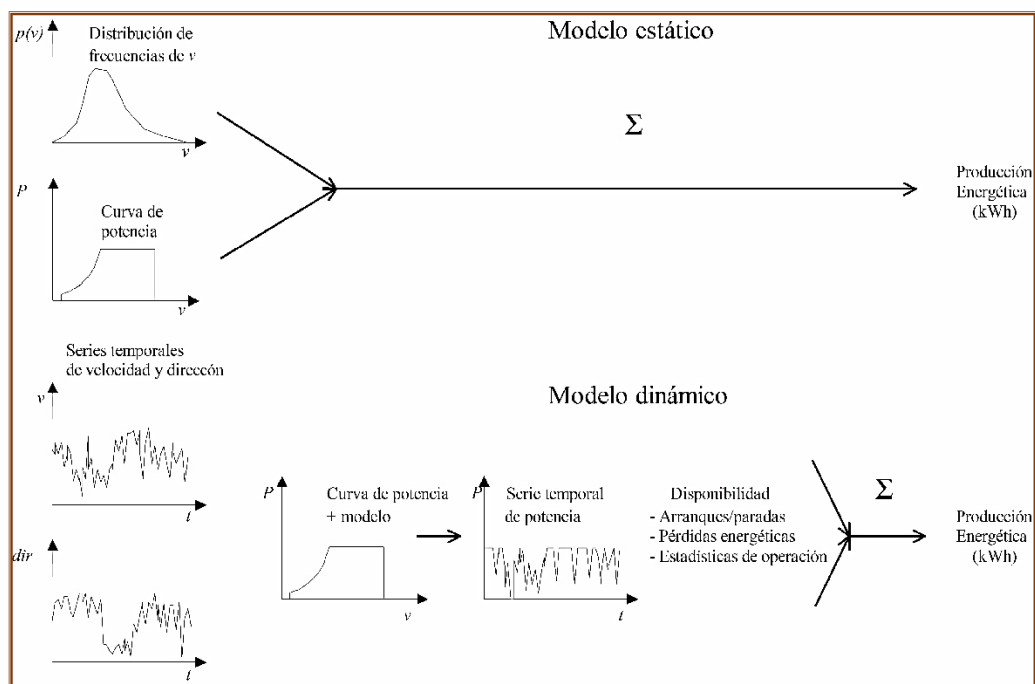 Modelo estático
p(v)
Distribución de
frecuencias de v
v
Σ
P
Curva de
potencia
v
Producción
Energética
(kWh)
Series temporales
de velocidad y direccón
v
t
dir
t
Modelo dinámico
P
Curva de potencia
+ modelo
v
P
Serie temporal
de potencia
t
Disponibilidad
- Arranques/paradas
- Pérdidas energéticas
- Estadísticas de operación
Σ
Producción
Energética
(kWh)